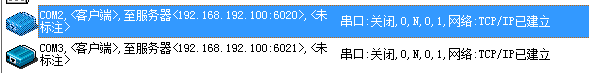 COM2,<客户端>,至服务器<192.168.192.100:6020>,<未标注>
串口:关闭,0,N,0,1,网络:TCP/IP已建立
COM3,<客户端>,至服务器<192.168.192.100:6021>,<未标注>
串口:关闭,0,N,0,1,网络:TCP/IP已建立